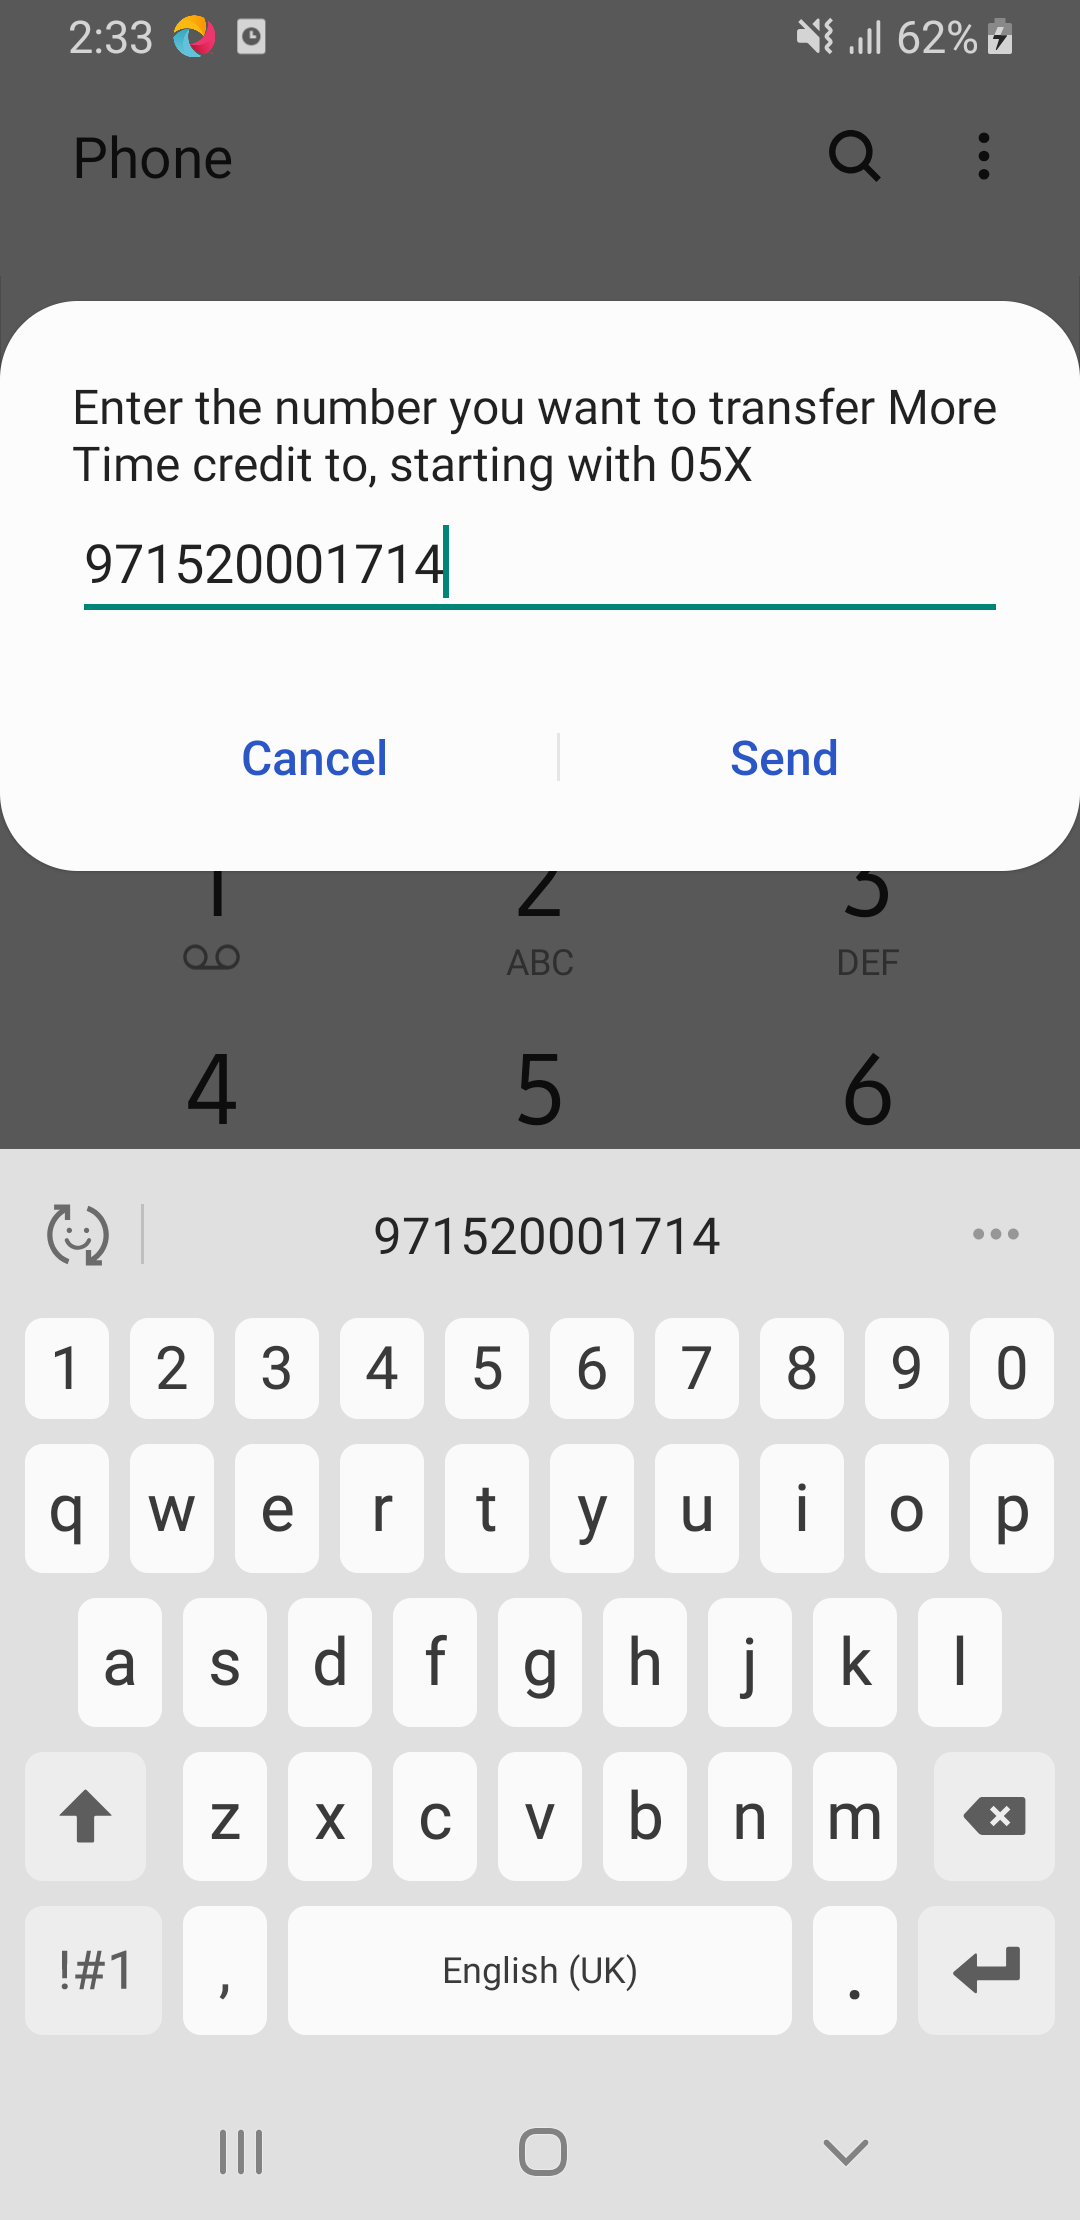 2:33 62%
Phone
Enter the number you want to transfer More
Time credit to, starting with 05X
971520001714
Cancel Send
1 2 3
ABC DEF
4 5 6
971520001714
1 2 3 4 5 6 7 8 9 0
q w e r t y u i o p
a s d f g h j k l
z x c v b n m
!#1 , English (UK) .